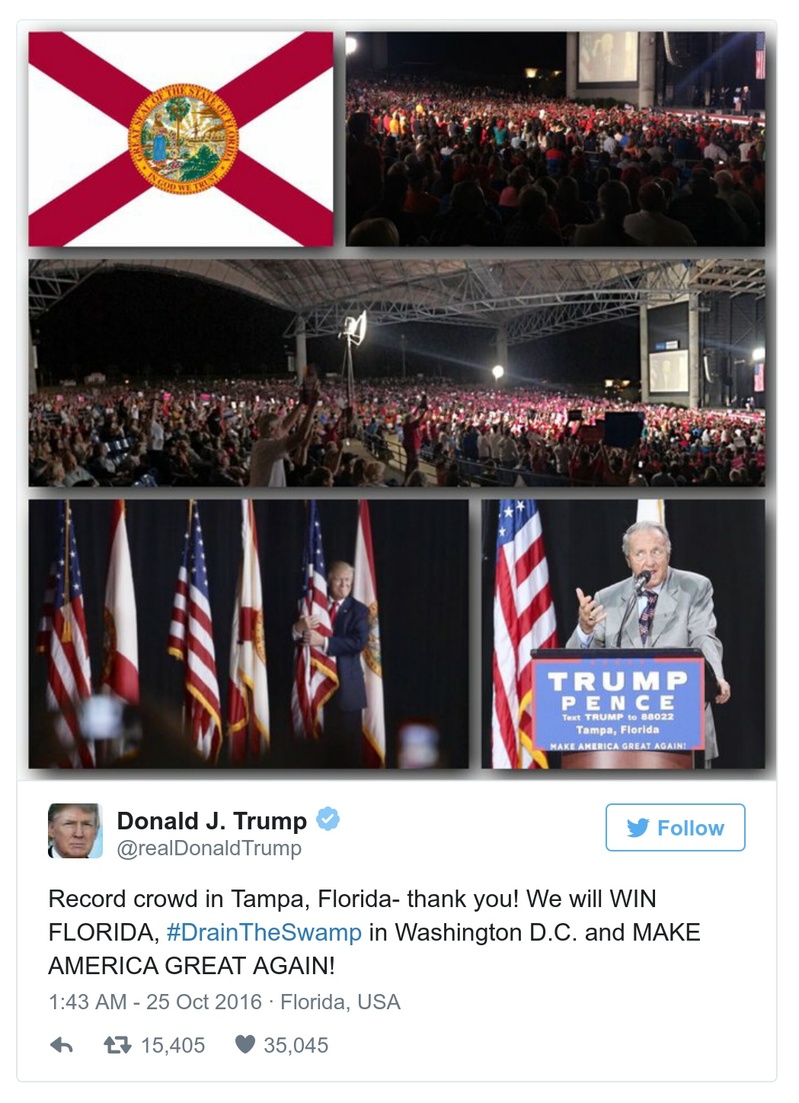 GREAT SEAL OF THE STATE OF FLORIDA
IN GOD WE TRUST
TRUMP
PENCE
Text TRUMP to 88022
Tampa, Florida
MAKE AMERICA GREAT AGAIN!
Donald J. Trump
@realDonaldTrump
Follow
Record crowd in Tampa, Florida- thank you! We will WIN
FLORIDA, #DrainTheSwamp in Washington D.C. and MAKE
AMERICA GREAT AGAIN!
1:43 AM - 25 Oct 2016 · Florida, USA
15,405 35,045